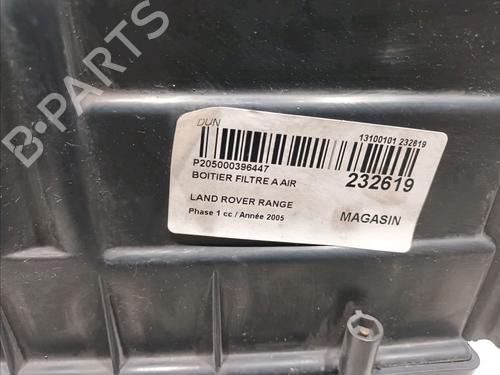 B-PARTS
DUN
13100101 232619
P205000396447
BOITIER FILTRE A AIR
232619
LAND ROVER RANGE
Phase 1 cc / Année 2005
MAGASIN